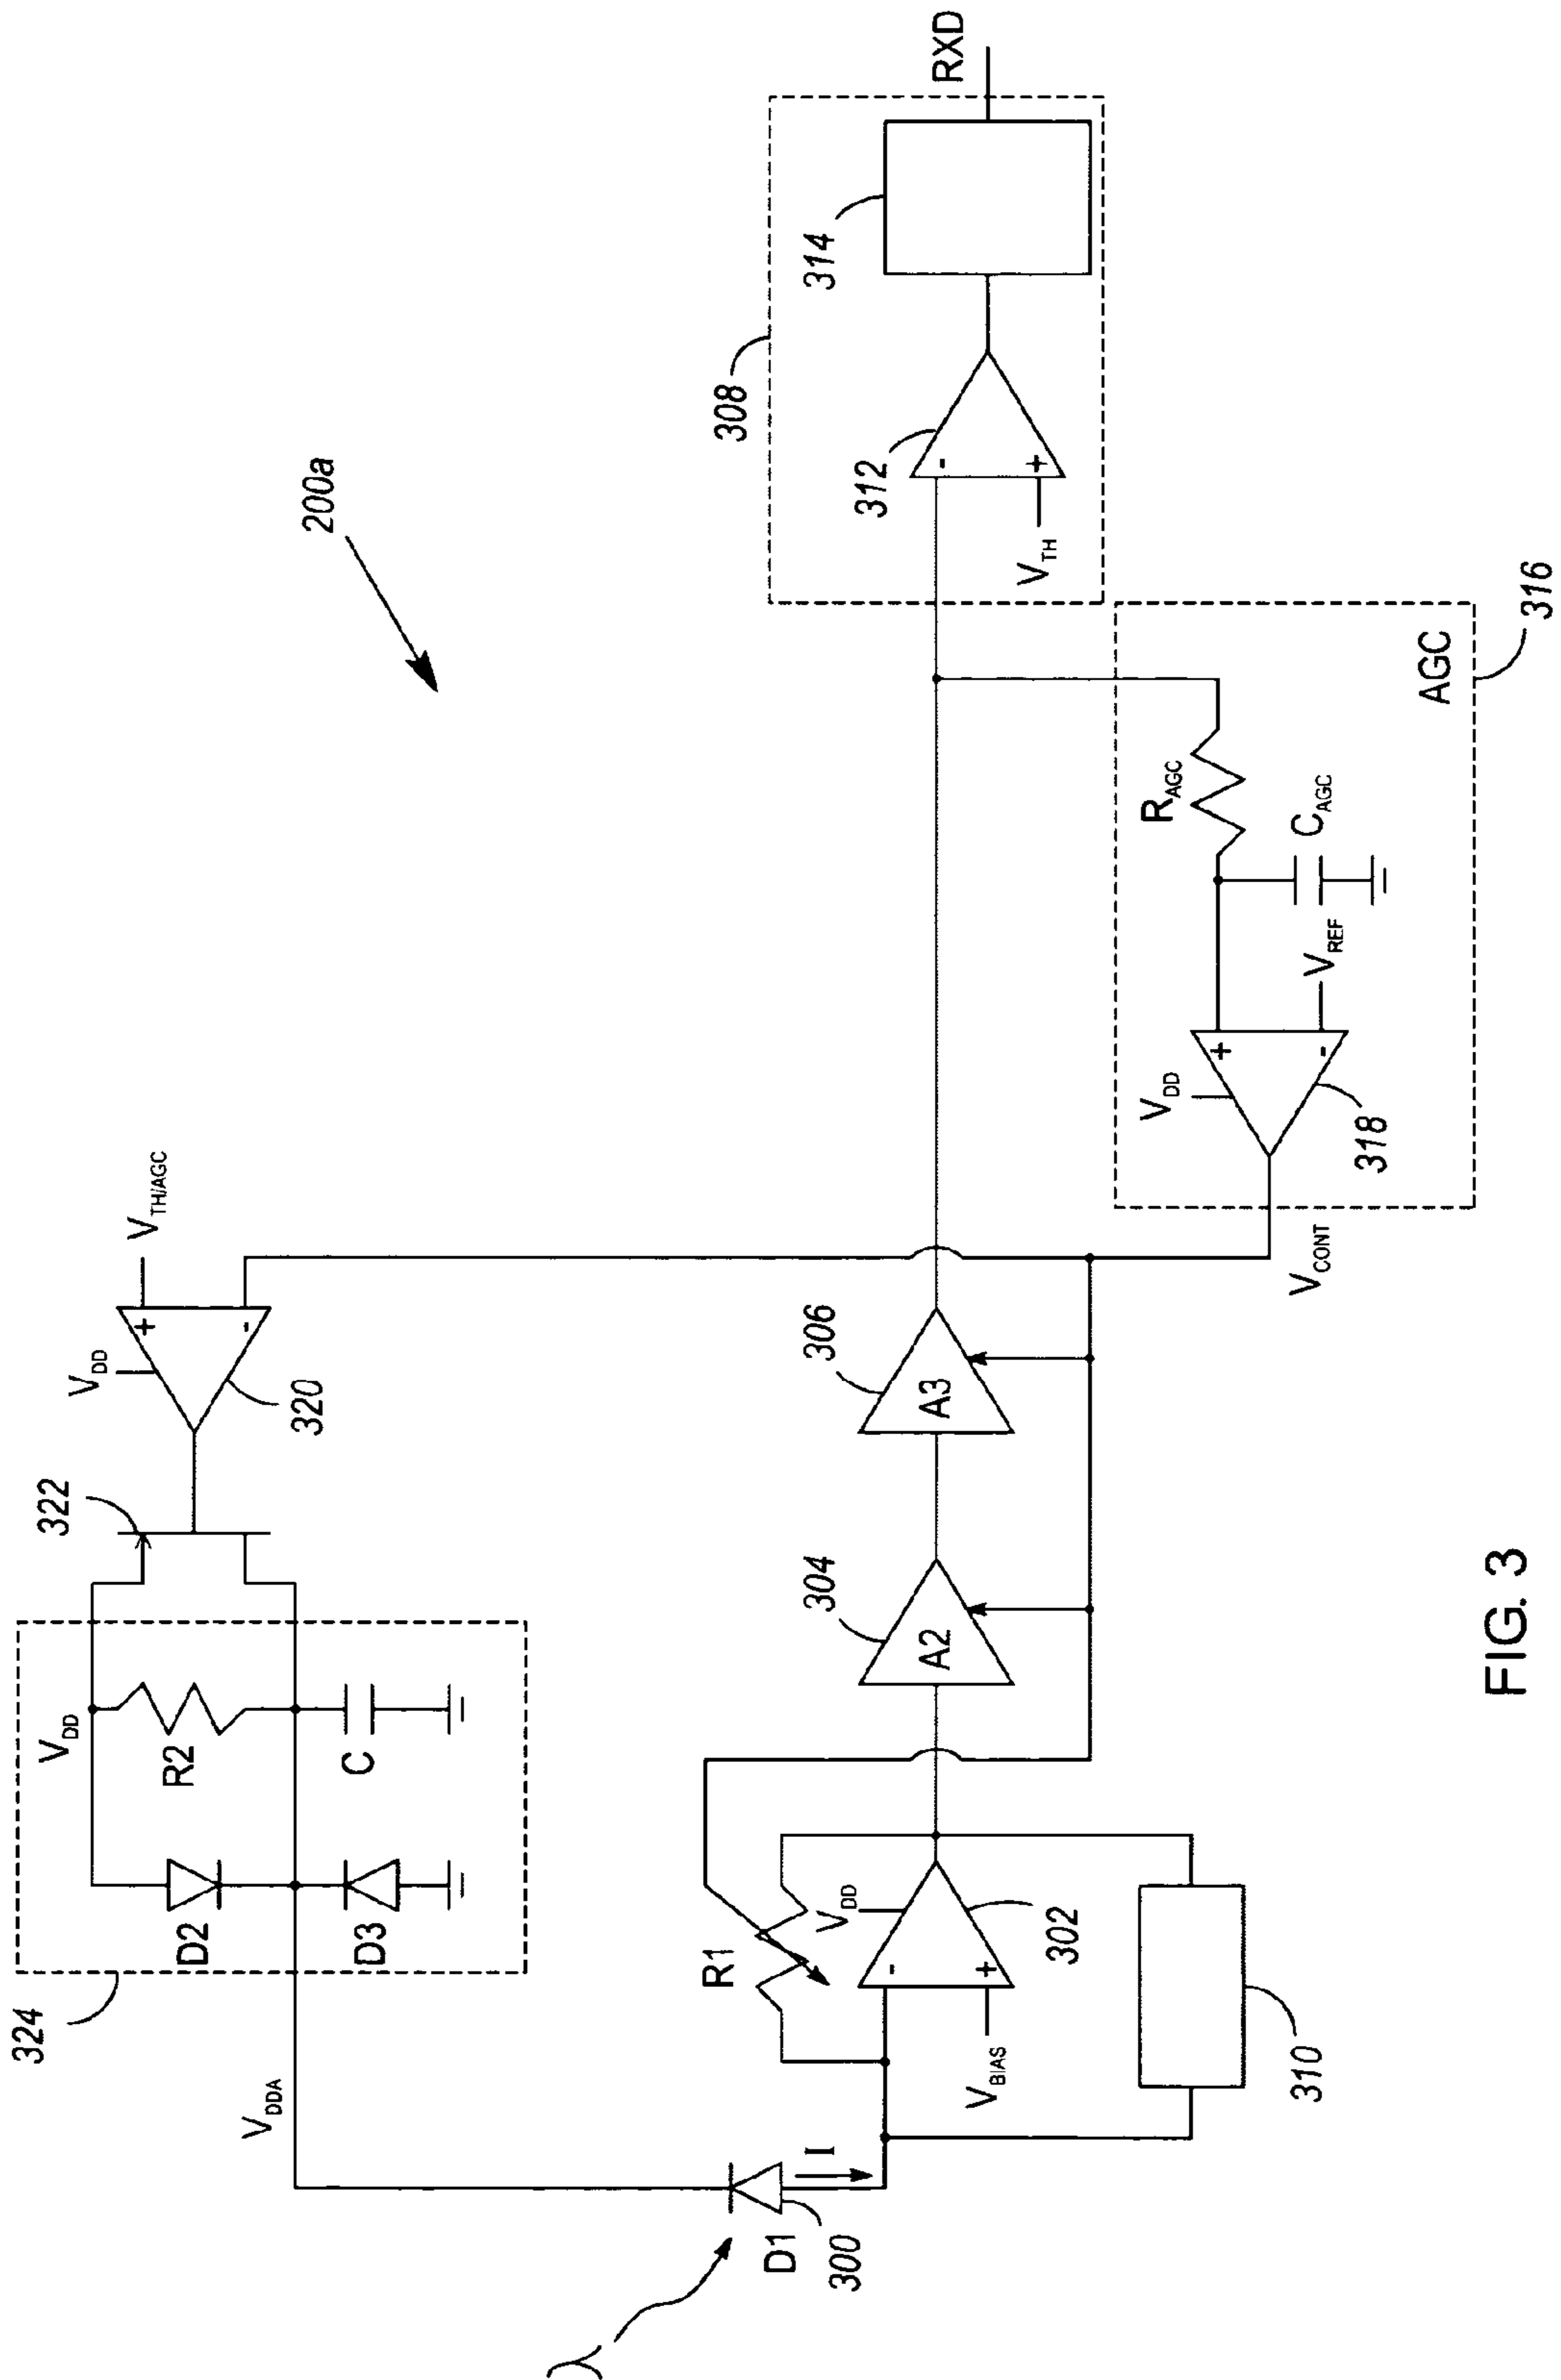 200a
324
V_DD
R2
D2
D3
C
322
V_DD
+
-
V_TH/AGC
320
V_DDA
λ
D1
300
I
R1
V_DD
-
+
302
V_BIAS
310
A2
304
A3
306
308
312
-
+
V_TH
314
RXD
AGC
316
R_AGC
C_AGC
V_DD
+
-
V_REF
318
V_CONT
FIG. 3